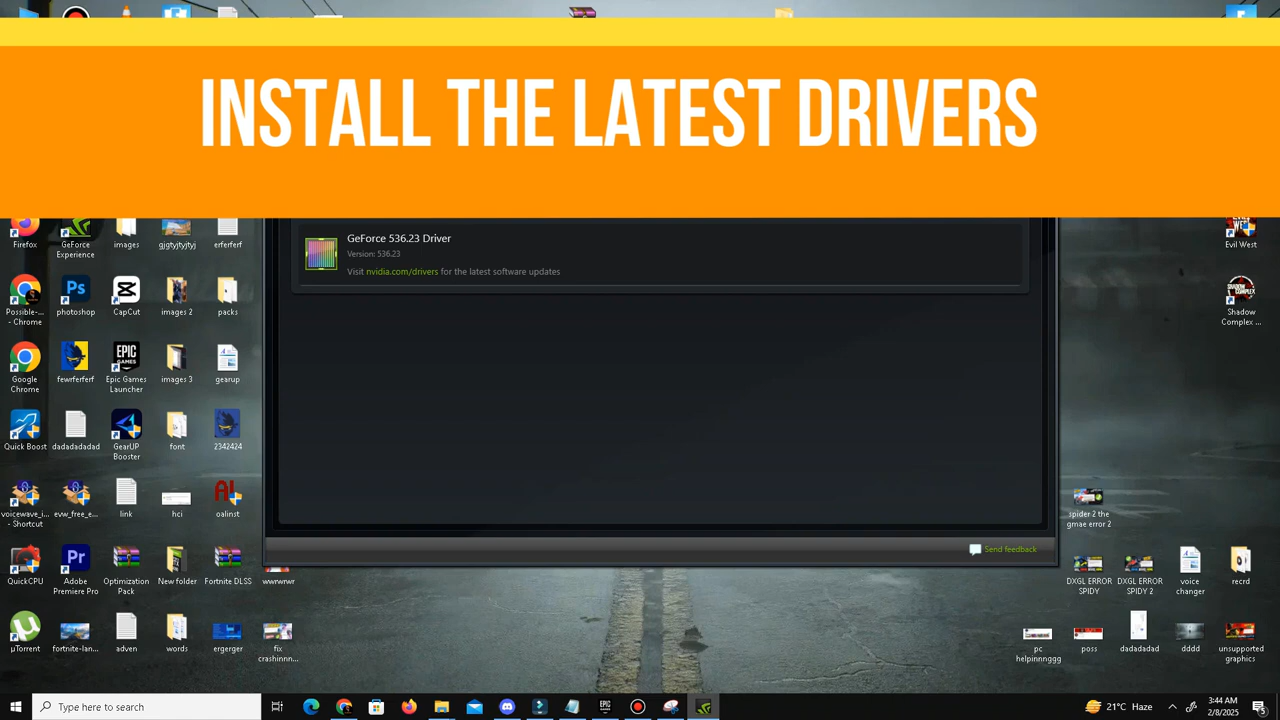 INSTALL THE LATEST DRIVERS
GeForce 536.23 Driver
Version: 536.23
Visit nvidia.com/drivers for the latest software updates
Send feedback
Firefox
GeForce
Experience
images
gjgtyjtyjtyj
erferferf
Evil West
Possible-...
- Chrome
photoshop
CapCut
images 2
packs
Shadow
Complex ...
Google
Chrome
fewrferferf
Epic Games
Launcher
images 3
gearup
Quick Boost
dadadadadad
GearUP
Booster
font
2342424
voicewave_i...
- Shortcut
evw_free_e...
link
hci
oalinst
spider 2 the
gmae error 2
QuickCPU
Adobe
Premiere Pro
Optimization
Pack
New folder
Fortnite DLSS
wwrwrwr
DXGL ERROR
SPIDY
DXGL ERROR
SPIDY 2
voice
changer
recrd
µTorrent
fortnite-lan...
adven
words
ergerger
fix
crashinnn...
pc
helpinnnggg
poss
dadadadad
dddd
unsupported
graphics
Type here to search
21°C Haze
3:44 AM
2/8/2025